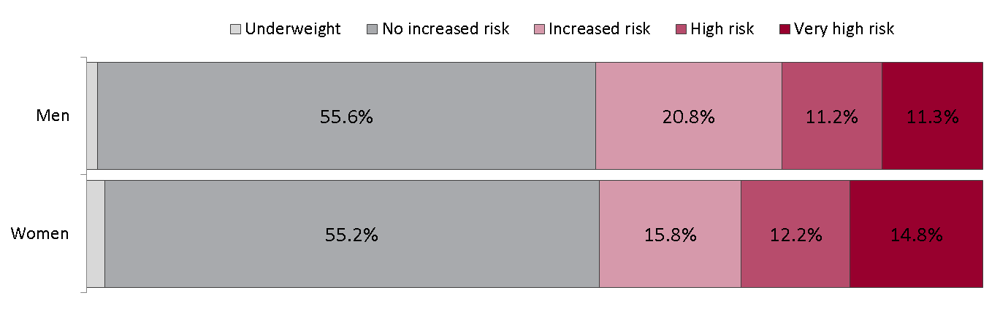 Underweight No increased risk Increased risk High risk Very high risk
Men 55.6% 20.8% 11.2% 11.3%
Women 55.2% 15.8% 12.2% 14.8%